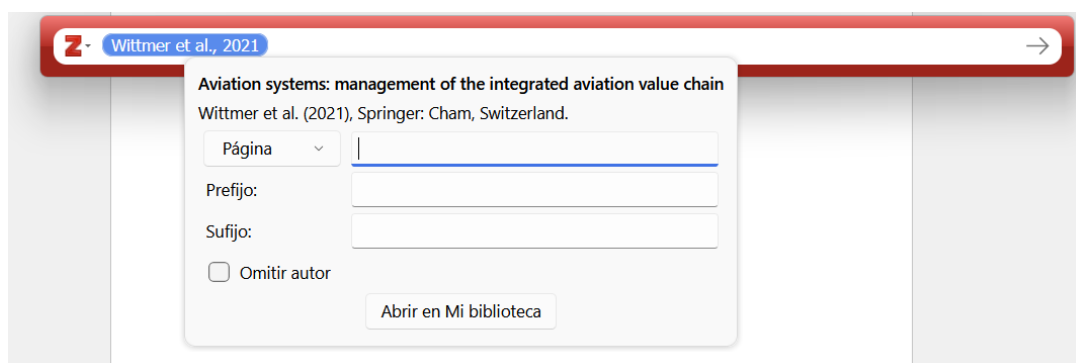 Z Wittmer et al., 2021
Aviation systems: management of the integrated aviation value chain
Wittmer et al. (2021), Springer: Cham, Switzerland.
Página
Prefijo:
Sufijo:
Omitir autor
Abrir en Mi biblioteca